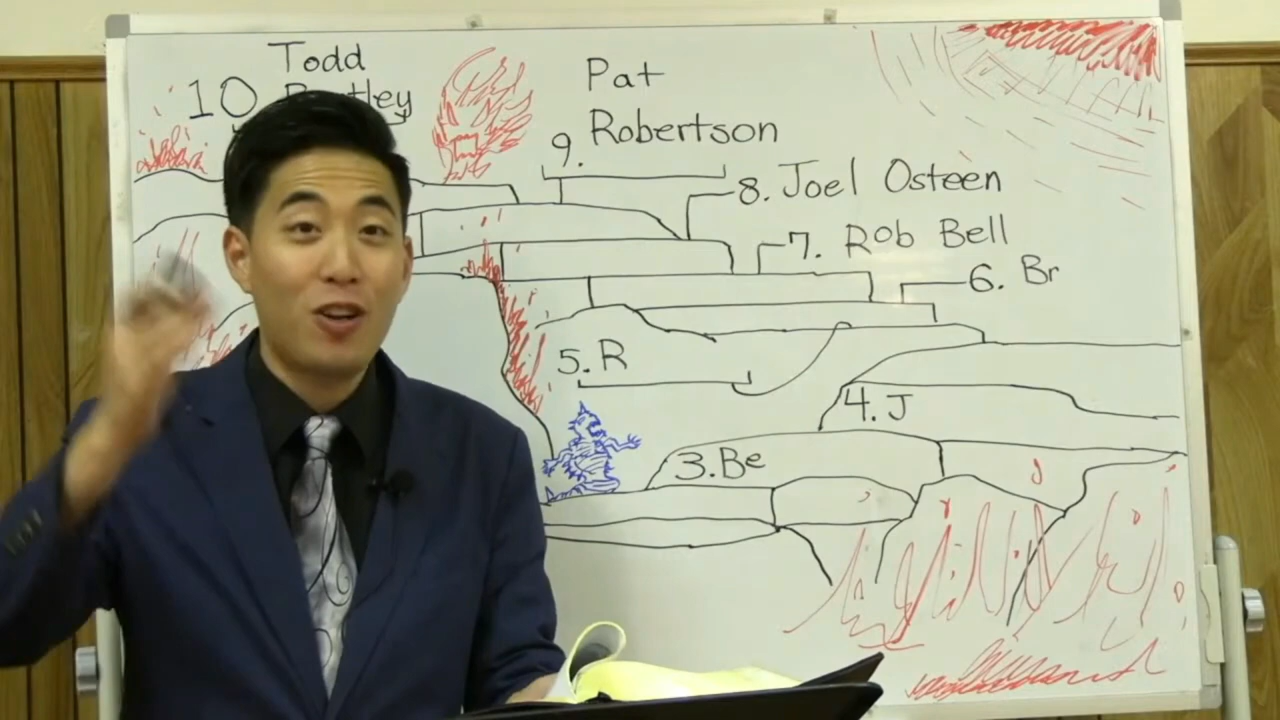 10
Todd
Pat
Robertson
9.
8. Joel Osteen
7. Rob Bell
6. Br
5. R
4. J
3. Be